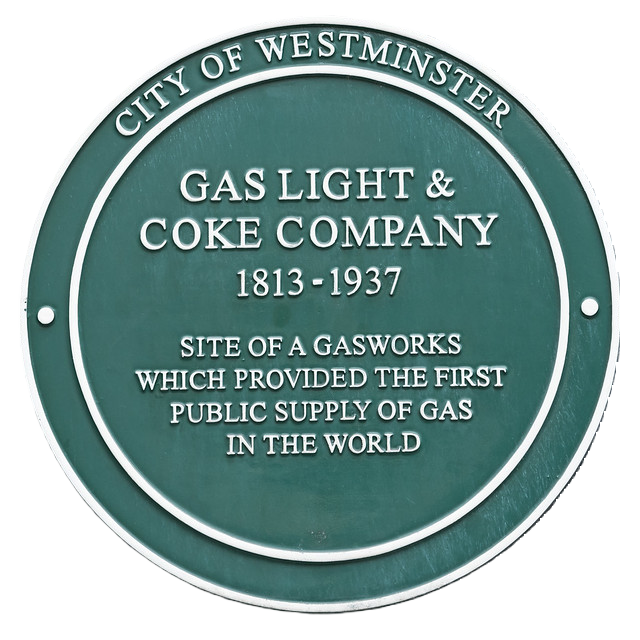 CITY OF WESTMINSTER
GAS LIGHT &
COKE COMPANY
1813-1937
SITE OF A GASWORKS
WHICH PROVIDED THE FIRST
PUBLIC SUPPLY OF GAS
IN THE WORLD